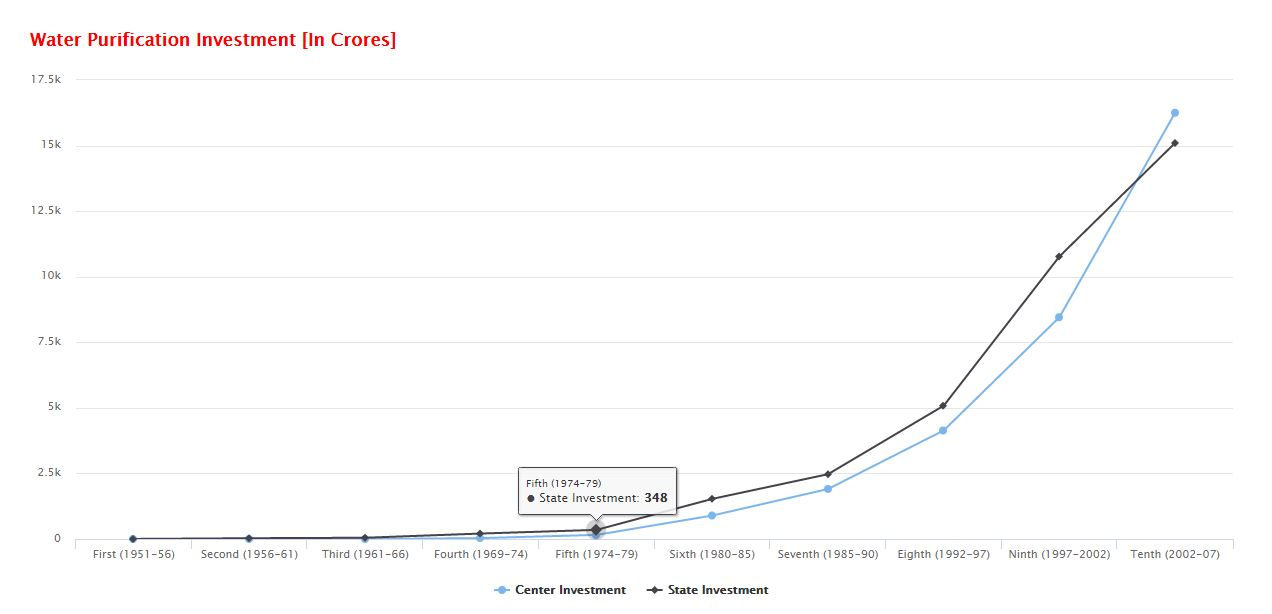 Water Purification Investment [In Crores]
17.5k
15k
12.5k
10k
7.5k
5k
2.5k
0
Fifth (1974-79)
● State Investment: 348
First (1951-56) Second (1956-61) Third (1961-66) Fourth (1969-74) Fifth (1974-79) Sixth (1980-85) Seventh (1985-90) Eighth (1992-97) Ninth (1997-2002) Tenth (2002-07)
Center Investment State Investment